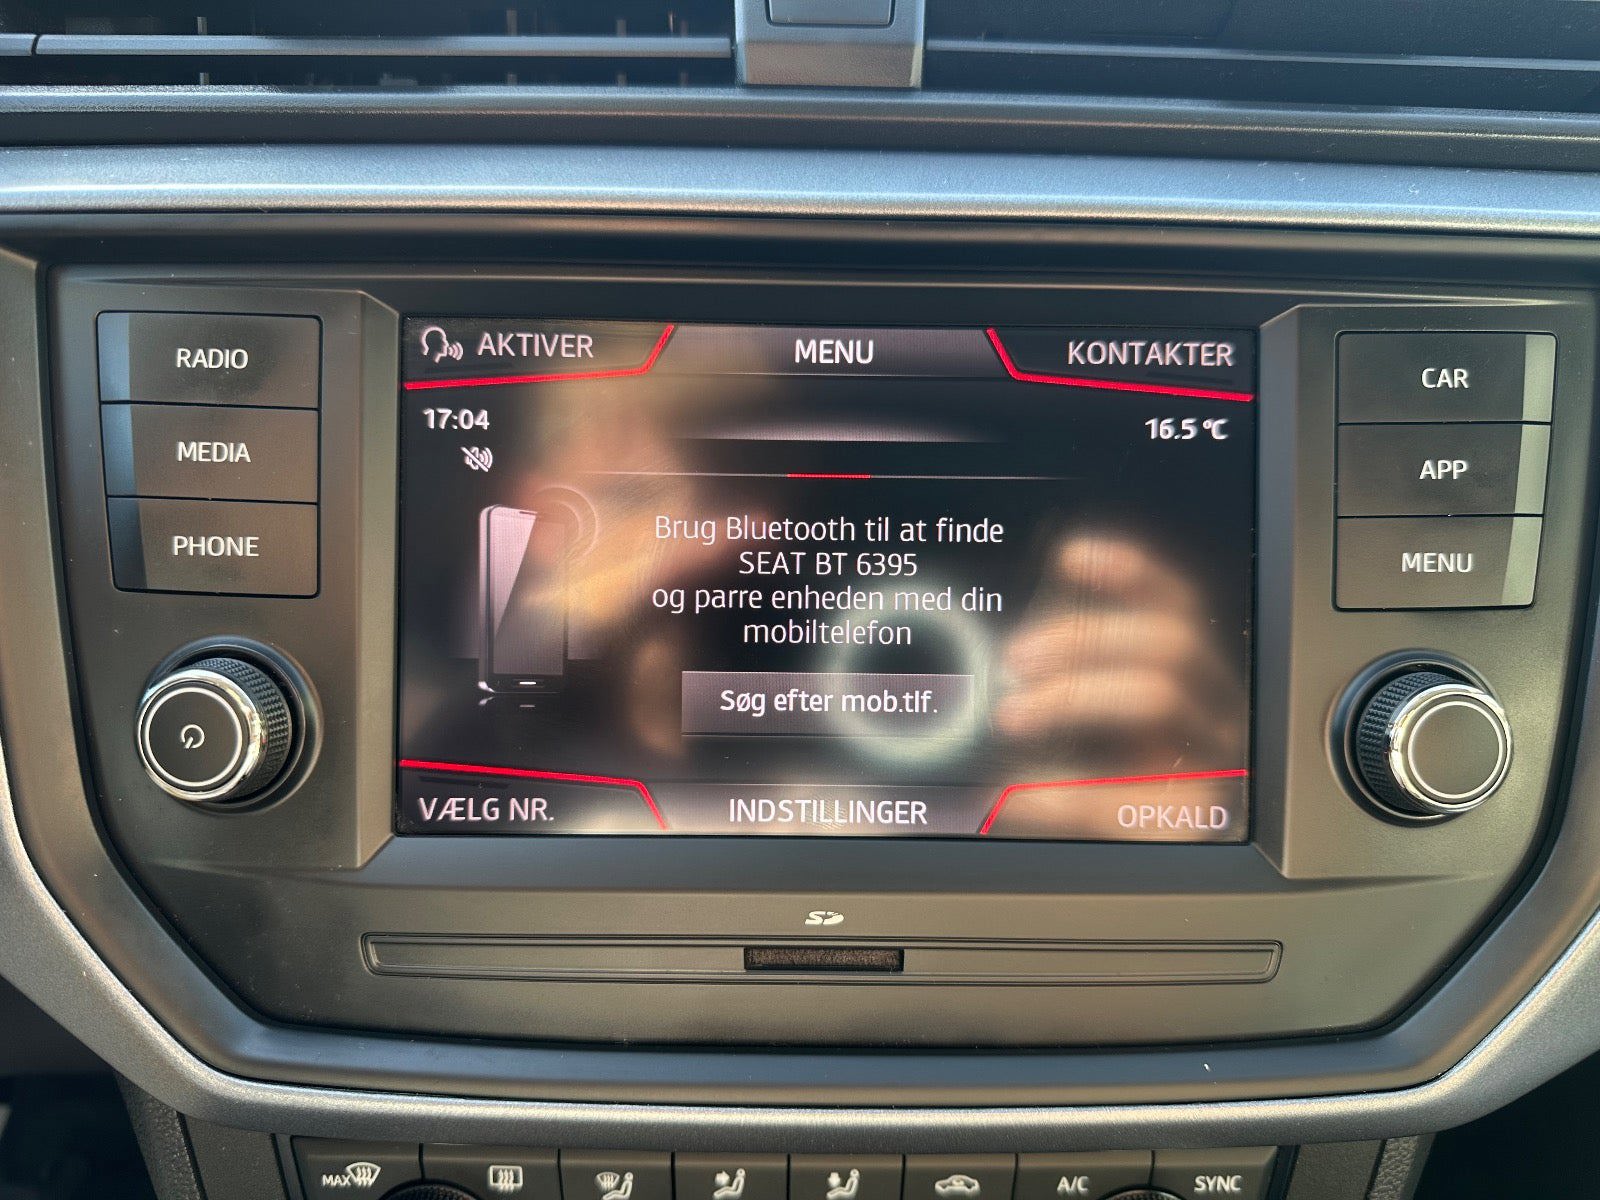 AKTIVER
MENU
KONTAKTER
RADIO
17:04
16.5 °C
CAR
MEDIA
APP
PHONE
MENU
Brug Bluetooth til at finde
SEAT BT 6395
og parre enheden med din
mobiltelefon
Søg efter mob.tlf.
VÆLG NR.
INDSTILLINGER
OPKALD
SD
MAX
A/C
SYNC